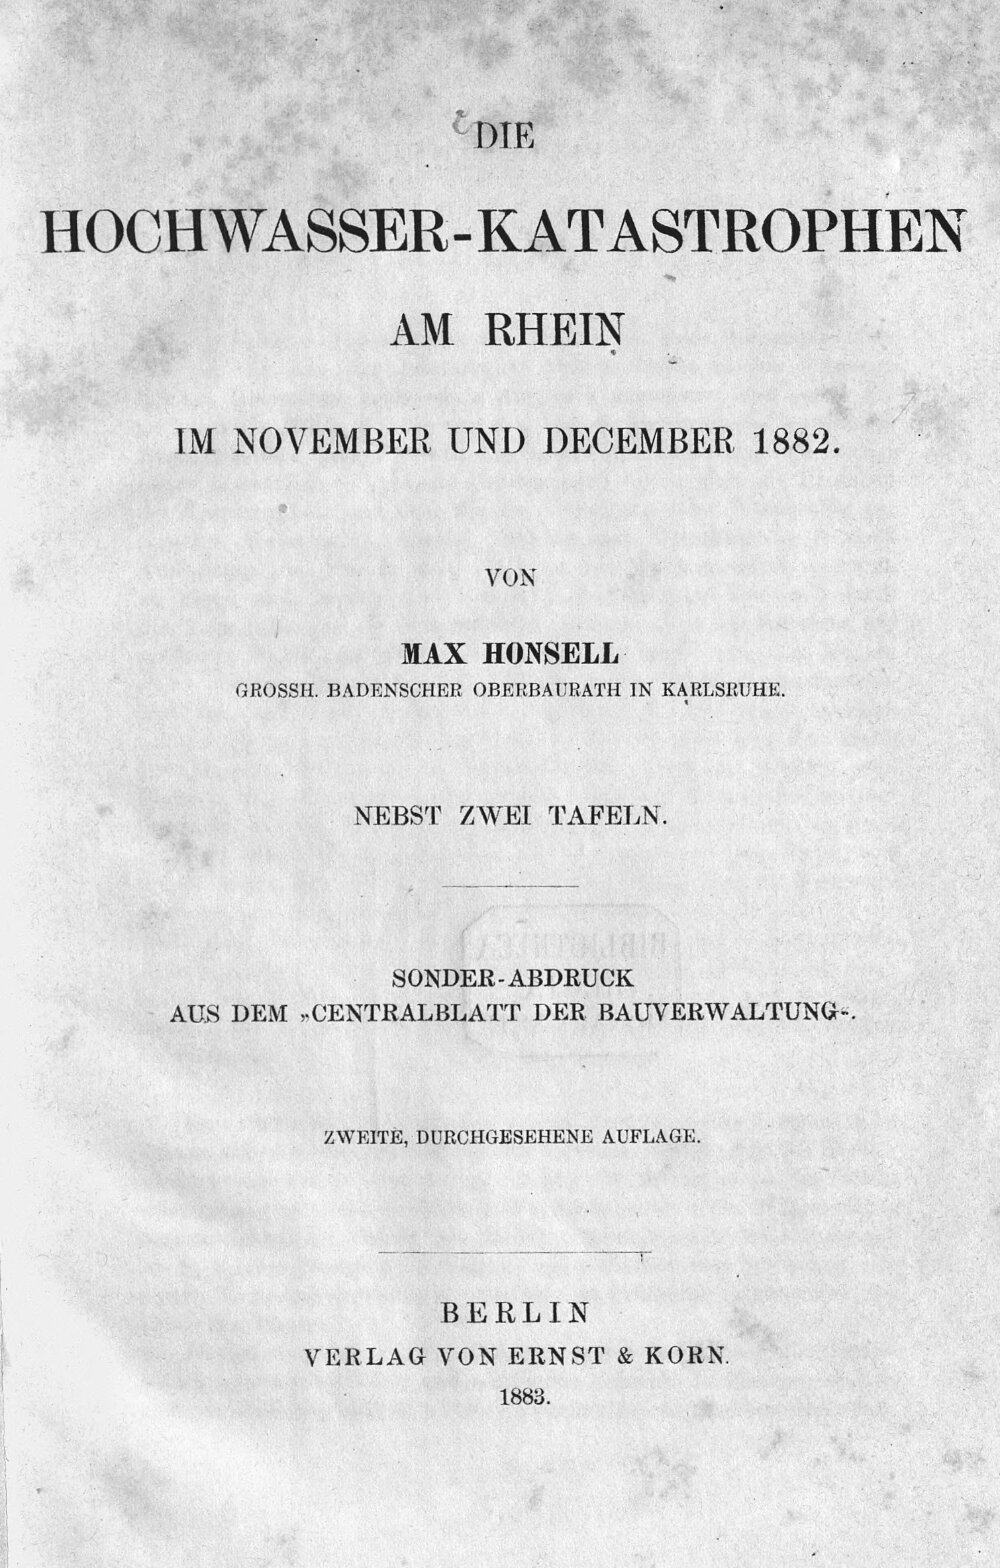 DIE
HOCHWASSER-KATASTROPHEN
AM RHEIN
IM NOVEMBER UND DECEMBER 1882.
VON
MAX HONSELL
GROSSH. BADENSCHER OBERBAURATH IN KARLSRUHE.
NEBST ZWEI TAFELN.
SONDER-ABDRUCK
AUS DEM „CENTRALBLATT DER BAUVERWALTUNG“.
ZWEITE, DURCHGESEHENE AUFLAGE.
BERLIN
VERLAG VON ERNST & KORN.
1883.